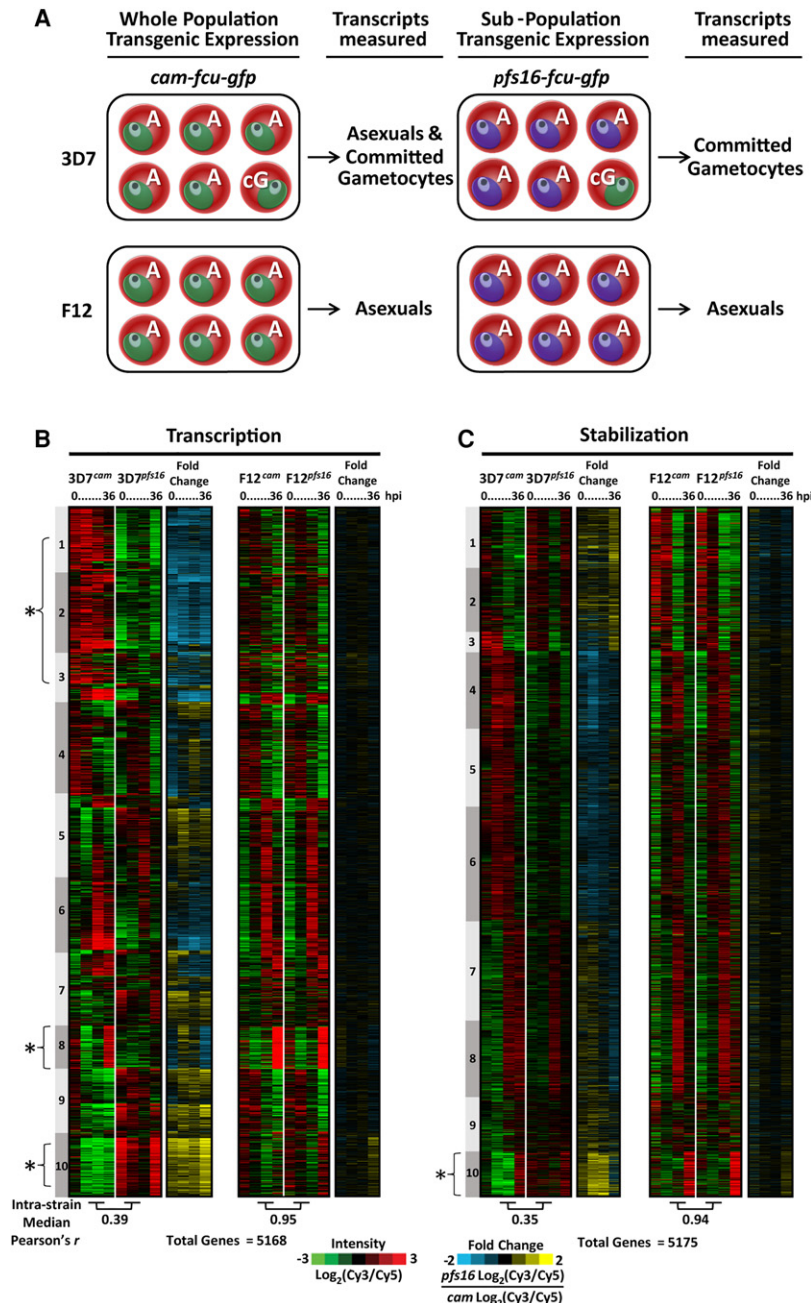 A
Whole Population
Transgenic Expression
Transcripts
measured
Sub -Population
Transgenic Expression
Transcripts
measured
cam-fcu-gfp
pfs16-fcu-gfp
3D7
A A A
A A cG
Asexuals &
Committed
Gametocytes
A A A
A A cG
Committed
Gametocytes
F12
A A A
A A A
Asexuals
A A A
A A A
Asexuals
B
Transcription
3D7cam 3D7pfs16 Fold
Change
F12cam F12pfs16 Fold
Change
0......36 0......36 0......36 0......36 0......36 0......36 hpi
1
* 2
3
4
5
6
7
* 8
9
* 10
Intra-strain
Median
Pearson's r
0.39
0.95
Total Genes = 5168
C
Stabilization
3D7cam 3D7pfs16 Fold
Change
F12cam F12pfs16 Fold
Change
0......36 0......36 0......36 0......36 0......36 0......36 hpi
1
2
3
4
5
6
7
8
9
* 10
0.35
0.94
Total Genes = 5175
Intensity
-3 3
Log2(Cy3/Cy5)
Fold Change
-2 2
pfs16 Log2(Cy3/Cy5)
cam Log2(Cy3/Cy5)